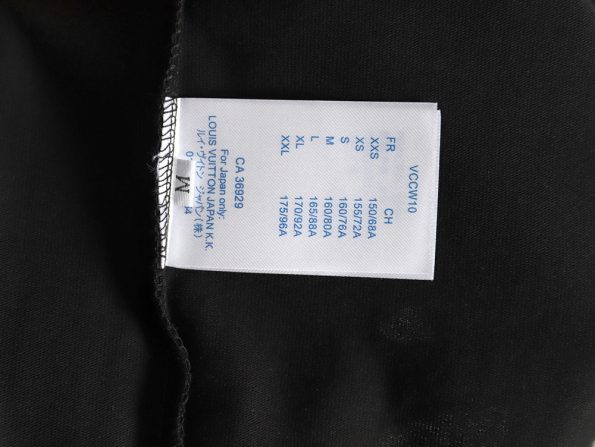 VCCW10
FR CH
XXS 150/68A
XS 155/72A
S 160/76A
M 160/80A
L 165/88A
XL 170/92A
XXL 175/96A
CA 36929
For Japan only:
LOUIS VUITTON JAPAN K.K.
ルイ・ヴィトン ジャパン(株)
M